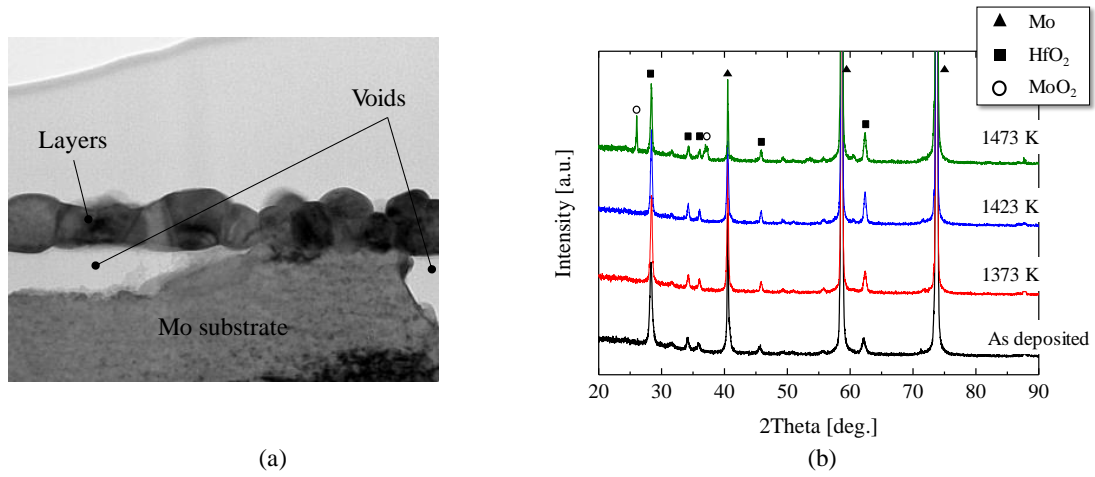 Voids
Layers
Mo substrate
(a)
Mo
HfO2
MoO2
Intensity [a.u.]
1473 K
1423 K
1373 K
As deposited
20 30 40 50 60 70 80 90
2Theta [deg.]
(b)